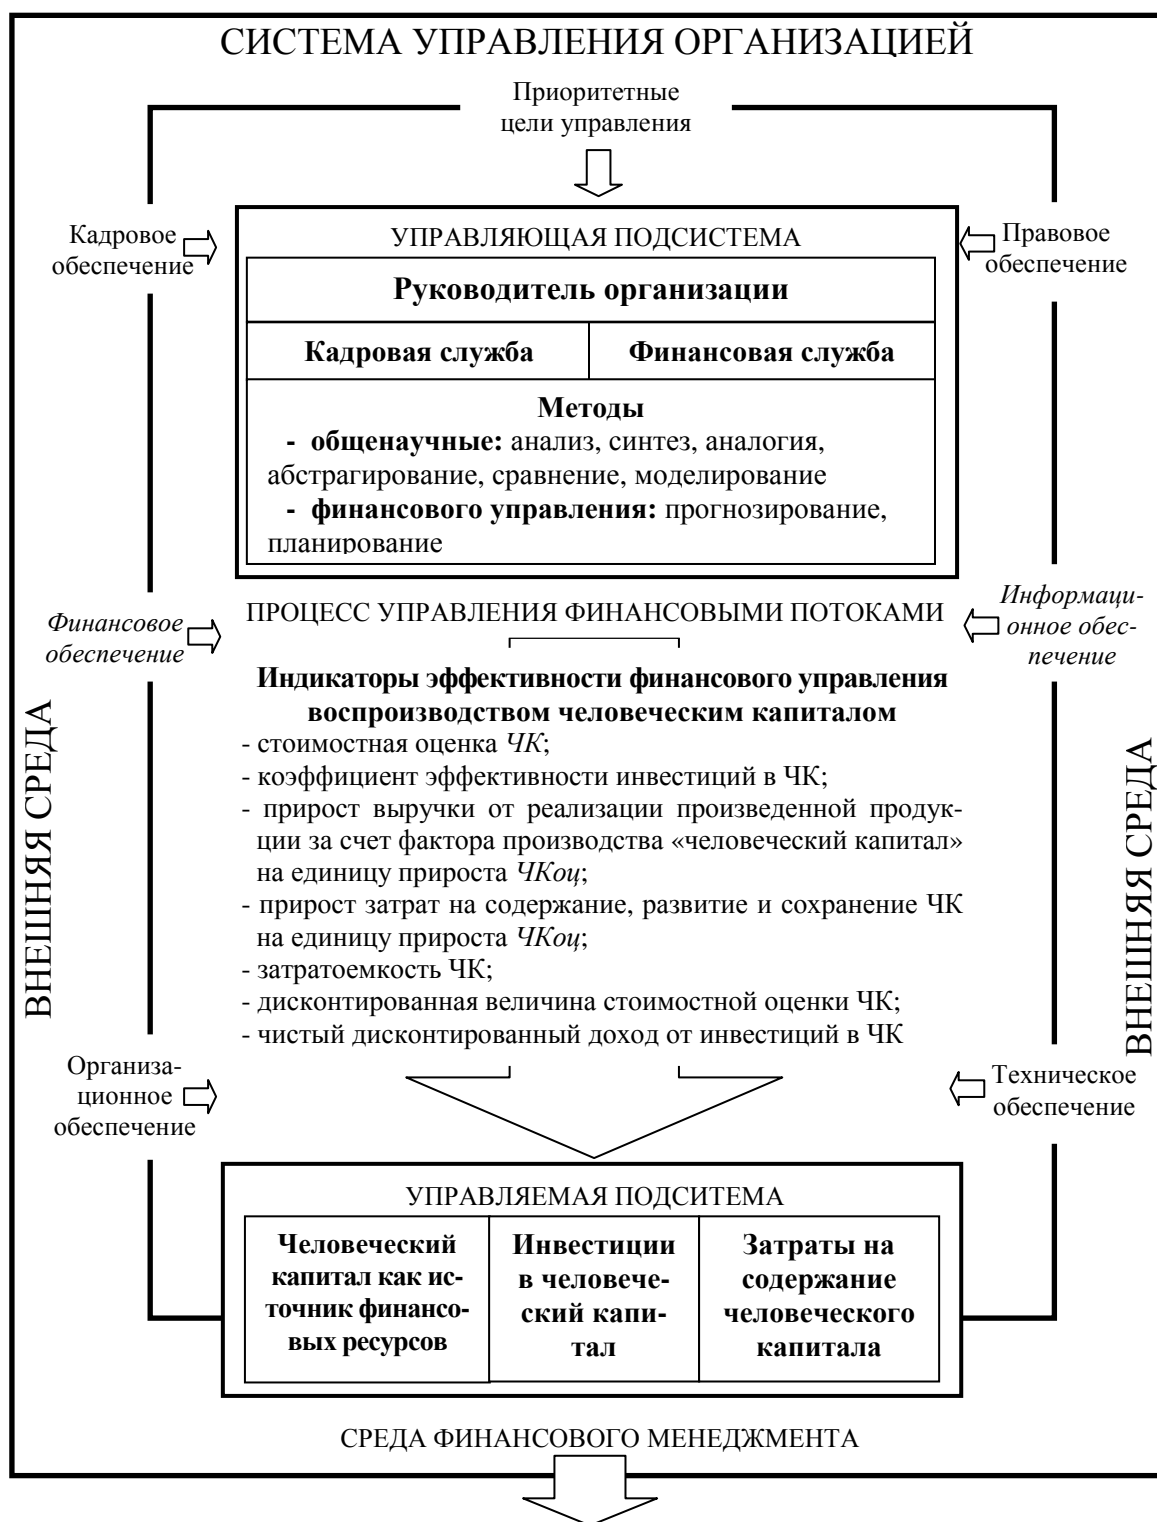 СИСТЕМА УПРАВЛЕНИЯ ОРГАНИЗАЦИЕЙ
Приоритетные
цели управления
Кадровое
обеспечение
Правовое
обеспечение
УПРАВЛЯЮЩАЯ ПОДСИСТЕМА
Руководитель организации
Кадровая служба
Финансовая служба
Методы
- общенаучные: анализ, синтез, аналогия,
абстрагирование, сравнение, моделирование
- финансового управления: прогнозирование,
планирование
ПРОЦЕСС УПРАВЛЕНИЯ ФИНАНСОВЫМИ ПОТОКАМИ
Финансовое
обеспечение
Информаци-
онное обес-
печение
Индикаторы эффективности финансового управления
воспроизводством человеческим капиталом
- стоимостная оценка ЧК;
- коэффициент эффективности инвестиций в ЧК;
- прирост выручки от реализации произведенной продук-
ции за счет фактора производства «человеческий капитал»
на единицу прироста ЧКоц;
- прирост затрат на содержание, развитие и сохранение ЧК
на единицу прироста ЧКоц;
- затратоемкость ЧК;
- дисконтированная величина стоимостной оценки ЧК;
- чистый дисконтированный доход от инвестиций в ЧК
ВНЕШНЯЯ СРЕДА
ВНЕШНЯЯ СРЕДА
Организа-
ционное
обеспечение
Техническое
обеспечение
УПРАВЛЯЕМАЯ ПОДСИТЕМА
Человеческий
капитал как ис-
точник финансо-
вых ресурсов
Инвестиции
в человече-
ский капи-
тал
Затраты на
содержание
человеческого
капитала
СРЕДА ФИНАНСОВОГО МЕНЕДЖМЕНТА